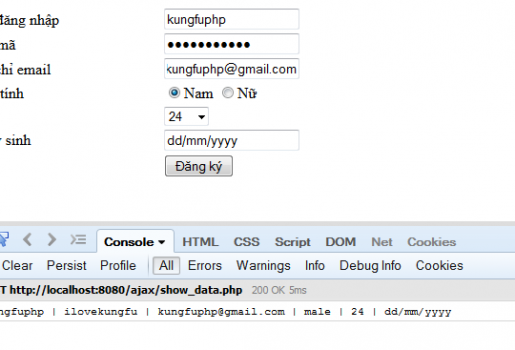 đăng nhập kungfuphp
mã •••••••••••
chỉ email kungfuphp@gmail.com
tính Nam Nữ
24
sinh dd/mm/yyyy
Đăng ký
Console HTML CSS Script DOM Net Cookies
Clear Persist Profile All Errors Warnings Info Debug Info Cookies
T http://localhost:8080/ajax/show_data.php 200 OK 5ms
ngfuphp | ilovekungfu | kungfuphp@gmail.com | male | 24 | dd/mm/yyyy